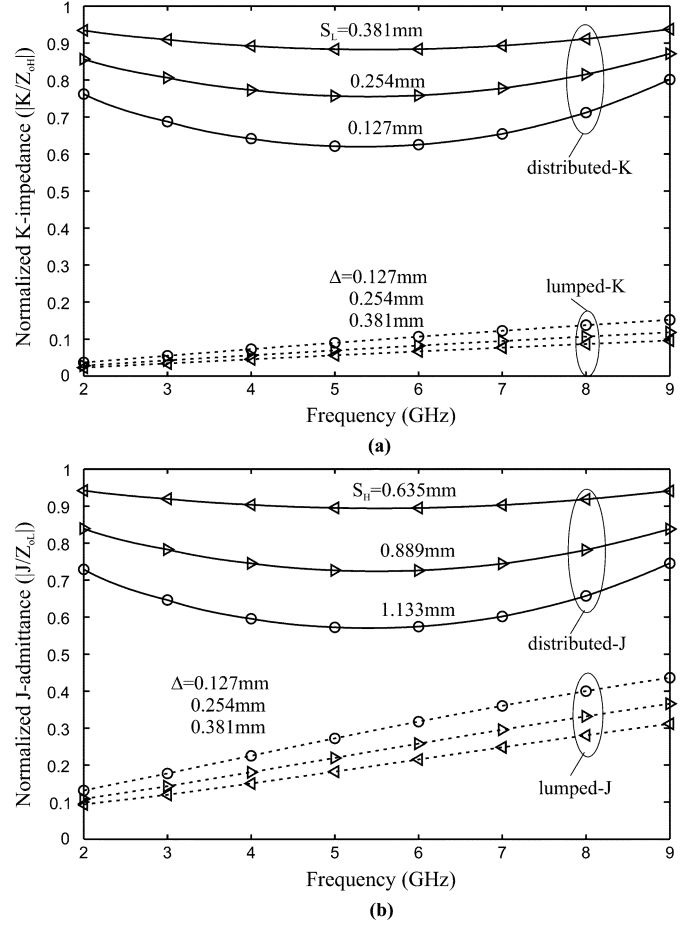 1
0.9
0.8
0.7
0.6
0.5
0.4
0.3
0.2
0.1
0
Normalized K-impedance (|K/ZoH|)
SL=0.381mm
0.254mm
0.127mm
distributed-K
Δ=0.127mm
0.254mm
0.381mm
lumped-K
2 3 4 5 6 7 8 9
Frequency (GHz)
(a)
1
0.9
0.8
0.7
0.6
0.5
0.4
0.3
0.2
0.1
0
Normalized J-admittance (|J/ZoL|)
SH=0.635mm
0.889mm
1.133mm
distributed-J
Δ=0.127mm
0.254mm
0.381mm
lumped-J
2 3 4 5 6 7 8 9
Frequency (GHz)
(b)